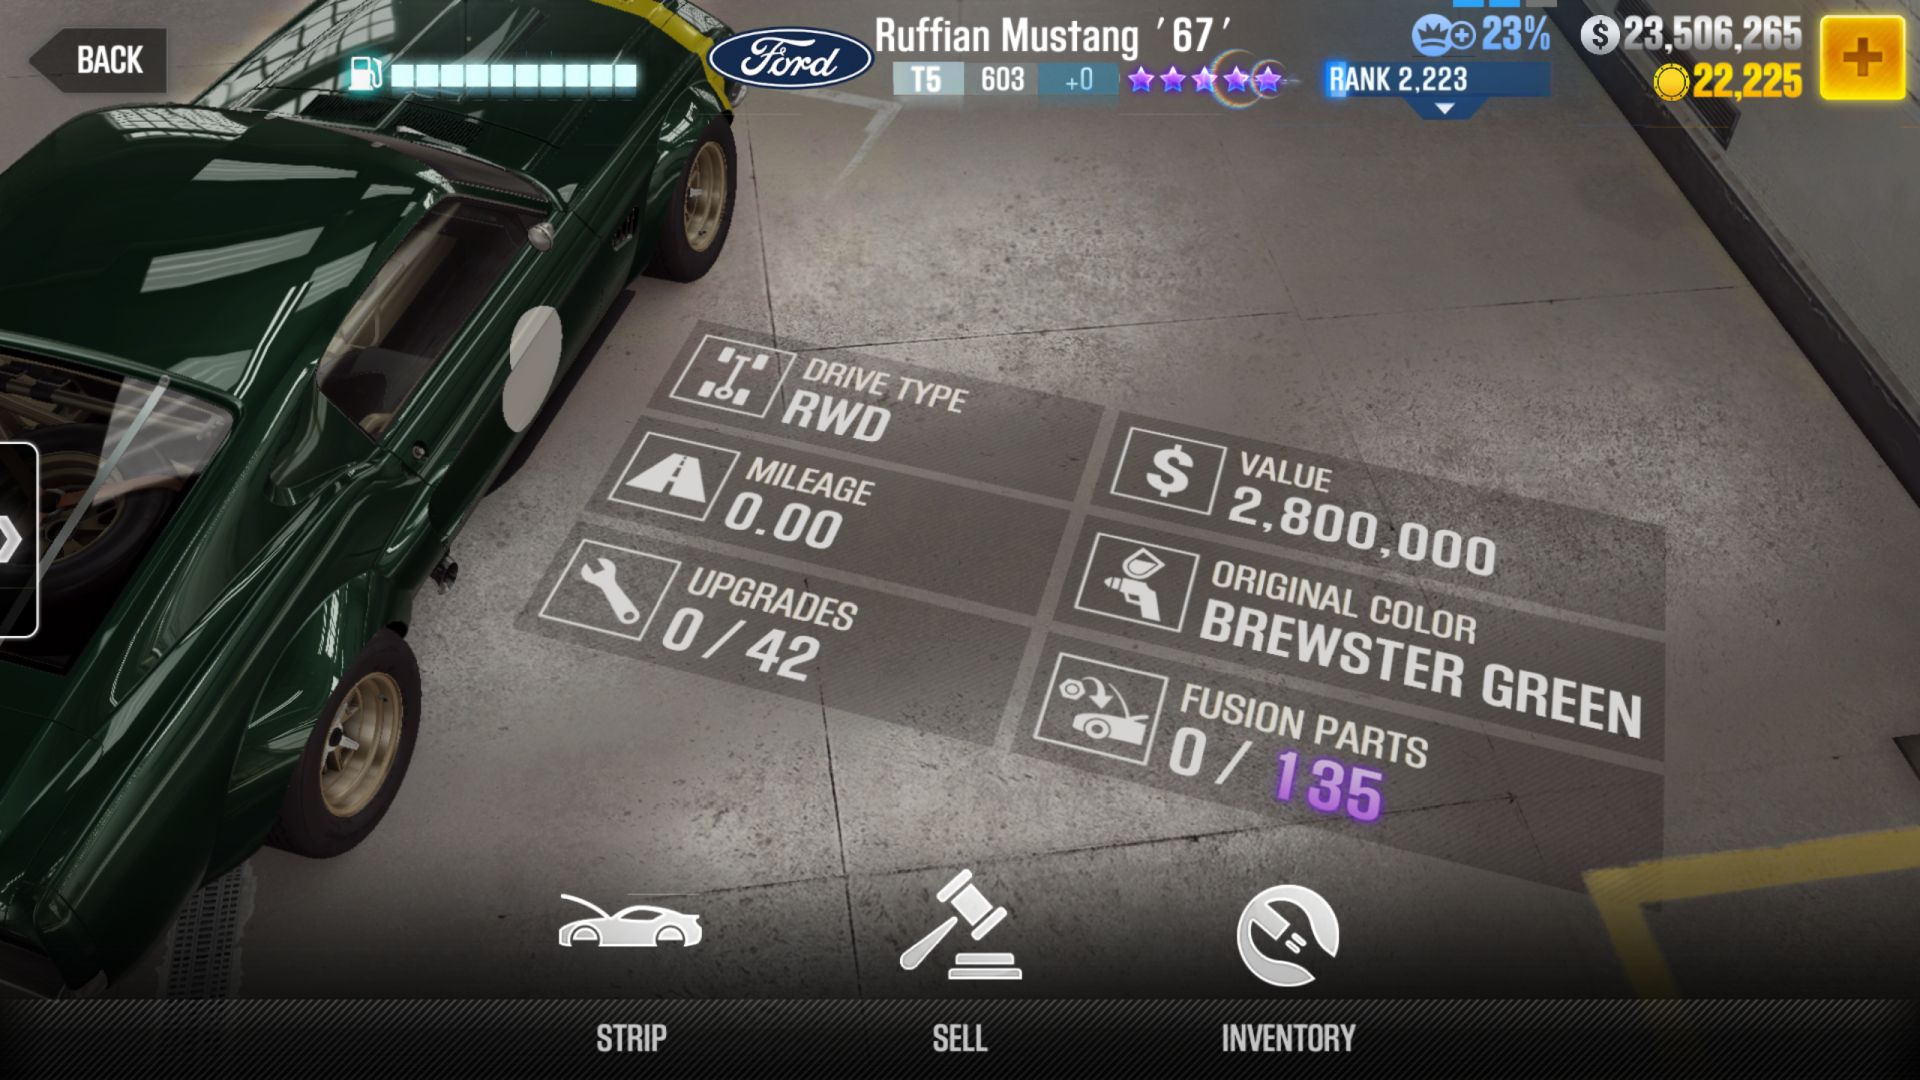 BACK
Ford
Ruffian Mustang '67'
T5 603 +0
23%
RANK 2,223
$ 23,506,265
22,225
DRIVE TYPE
RWD
MILEAGE
0.00
UPGRADES
0 / 42
$ VALUE
2,800,000
ORIGINAL COLOR
BREWSTER GREEN
FUSION PARTS
0 / 135
STRIP
SELL
INVENTORY